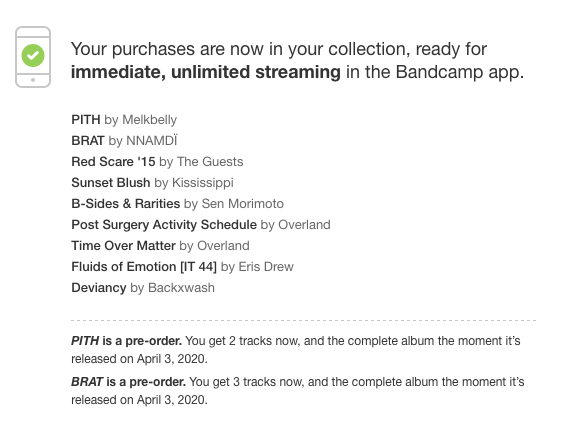 Your purchases are now in your collection, ready for
immediate, unlimited streaming in the Bandcamp app.
PITH by Melkbelly
BRAT by NNAMDÏ
Red Scare '15 by The Guests
Sunset Blush by Kississippi
B-Sides & Rarities by Sen Morimoto
Post Surgery Activity Schedule by Overland
Time Over Matter by Overland
Fluids of Emotion [IT 44] by Eris Drew
Deviancy by Backxwash
PITH is a pre-order. You get 2 tracks now, and the complete album the moment it’s
released on April 3, 2020.
BRAT is a pre-order. You get 3 tracks now, and the complete album the moment it’s
released on April 3, 2020.